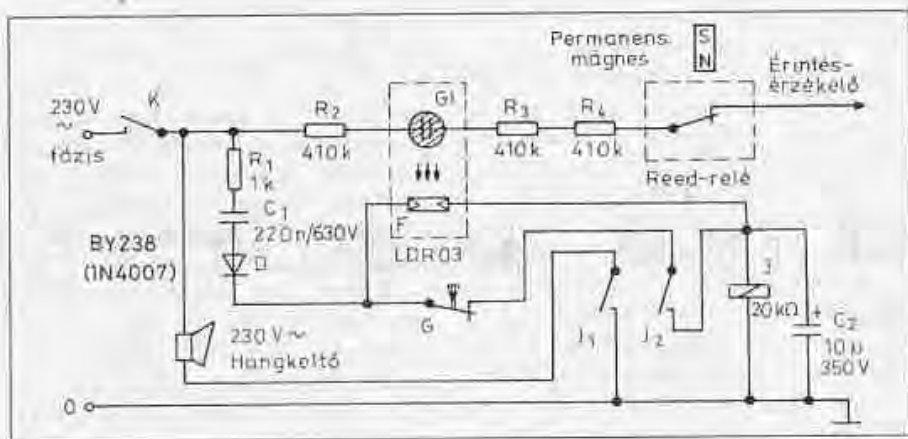 230V
~
fázis
K
R₁
1k
C₁
220n/630V
D
BY238
(1N4007)
230V~
Hangkeltő
0
R₂
410k
Gl
F
LDR03
G
R₃
410k
R₄
410k
Permanens
mágnes
S
N
Reed-relé
Érintés-
érzékelő
J₁
J₂
J
20kΩ
C₂
+
10µ
350V